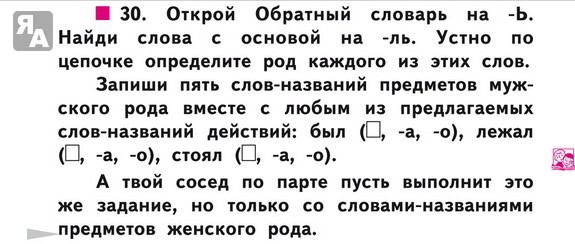 Я
А
30. Открой Обратный словарь на -Ь.
Найди слова с основой на -ль. Устно по
цепочке определите род каждого из этих слов.
Запиши пять слов-названий предметов муж-
ского рода вместе с любым из предлагаемых
слов-названий действий: был (□, -а, -о), лежал
(□, -а, -о), стоял (□, -а, -о).
А твой сосед по парте пусть выполнит это
же задание, но только со словами-названиями
предметов женского рода.